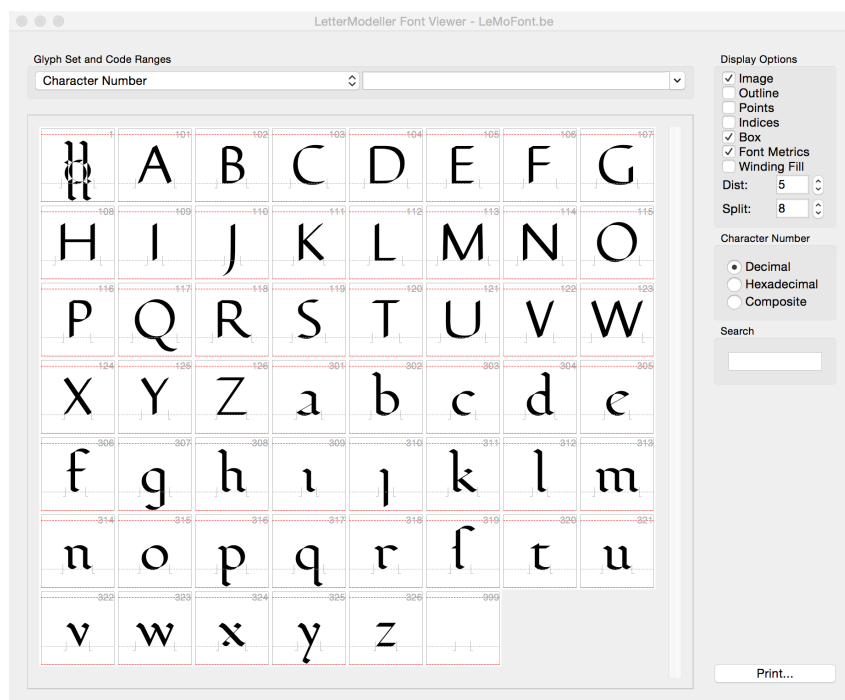 LetterModeller Font Viewer - LeMoFont.be
Glyph Set and Code Ranges
Character Number
1 101 102 103 104 105 106 107
A B C D E F G
108 109 110 111 112 113 114 115
H I J K L M N O
116 117 118 119 120 121 122 123
P Q R S T U V W
124 125 126 301 302 303 304 305
X Y Z a b c d e
306 307 308 309 310 311 312 313
f g h ı ȷ k l m
314 315 316 317 318 319 320 321
n o p q r ſ t u
322 323 324 325 326 999
v w x y z
Display Options
Image
Outline
Points
Indices
Box
Font Metrics
Winding Fill
Dist: 5
Split: 8
Character Number
Decimal
Hexadecimal
Composite
Search
Print...